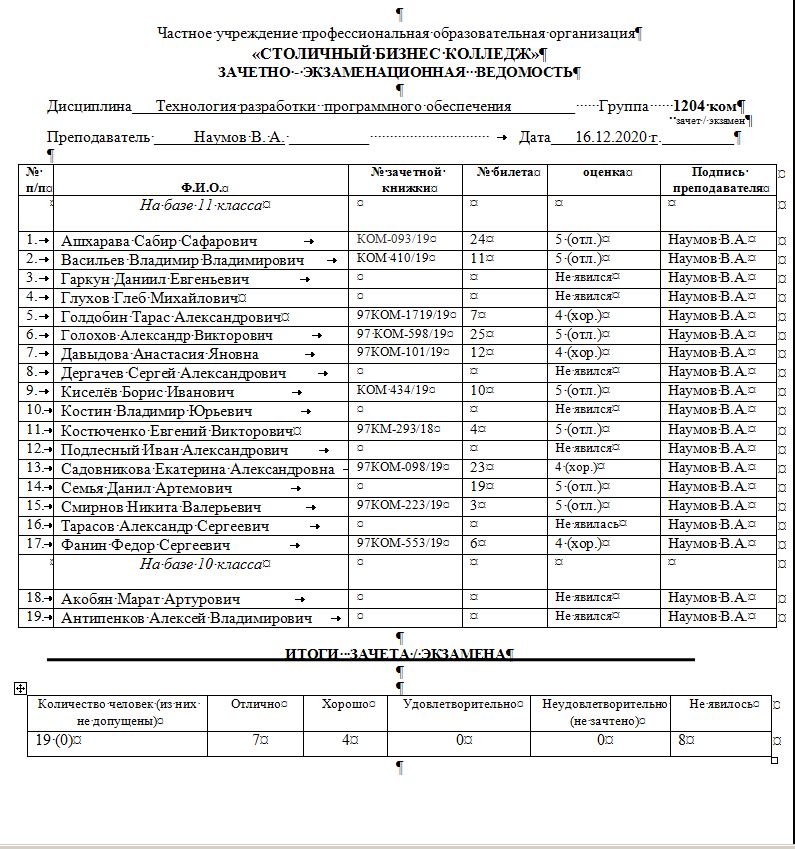 Частное учреждение профессиональная образовательная организация
«СТОЛИЧНЫЙ БИЗНЕС КОЛЛЕДЖ»
ЗАЧЕТНО - ЭКЗАМЕНАЦИОННАЯ ВЕДОМОСТЬ
Дисциплина Технология разработки программного обеспечения Группа 1204 ком
зачет / экзамен
Преподаватель Наумов В. А. Дата 16.12.2020 г.
№ п/п Ф.И.О. № зачетной книжки № билета оценка Подпись преподавателя
На базе 11 класса
1. Ашхарава Сабир Сафарович КОМ-093/19 24 5 (отл.) Наумов В.А.
2. Васильев Владимир Владимирович КОМ-410/19 11 5 (отл.) Наумов В.А.
3. Гаркун Даниил Евгеньевич Не явился Наумов В.А.
4. Глухов Глеб Михайлович Не явился Наумов В.А.
5. Голдобин Тарас Александрович 97КОМ-1719/19 7 4 (хор.) Наумов В.А.
6. Голохов Александр Викторович 97 КОМ-598/19 25 5 (отл.) Наумов В.А.
7. Давыдова Анастасия Яновна 97КОМ-101/19 12 4 (хор.) Наумов В.А.
8. Дергачев Сергей Александрович Не явился Наумов В.А.
9. Киселёв Борис Иванович КОМ 434/19 10 5 (отл.) Наумов В.А.
10. Костин Владимир Юрьевич Не явился Наумов В.А.
11. Костюченко Евгений Викторович 97КМ-293/18 4 5 (отл.) Наумов В.А.
12. Подлесный Иван Александрович Не явился Наумов В.А.
13. Садовникова Екатерина Александровна 97КОМ-098/19 23 4 (хор.) Наумов В.А.
14. Семья Данил Артемович 19 5 (отл.) Наумов В.А.
15. Смирнов Никита Валерьевич 97КОМ-223/19 3 5 (отл.) Наумов В.А.
16. Тарасов Александр Сергеевич Не явилась Наумов В.А.
17. Фанин Федор Сергеевич 97КОМ-553/19 6 4 (хор.) Наумов В.А.
На базе 10 класса
18. Акобян Марат Артурович Не явился Наумов В.А.
19. Антипенков Алексей Владимирович Не явился Наумов В.А.
ИТОГИ ЗАЧЕТА / ЭКЗАМЕНА
Количество человек (из них не допущены) Отлично Хорошо Удовлетворительно Неудовлетворительно (не зачтено) Не явилось
19 (0) 7 4 0 0 8